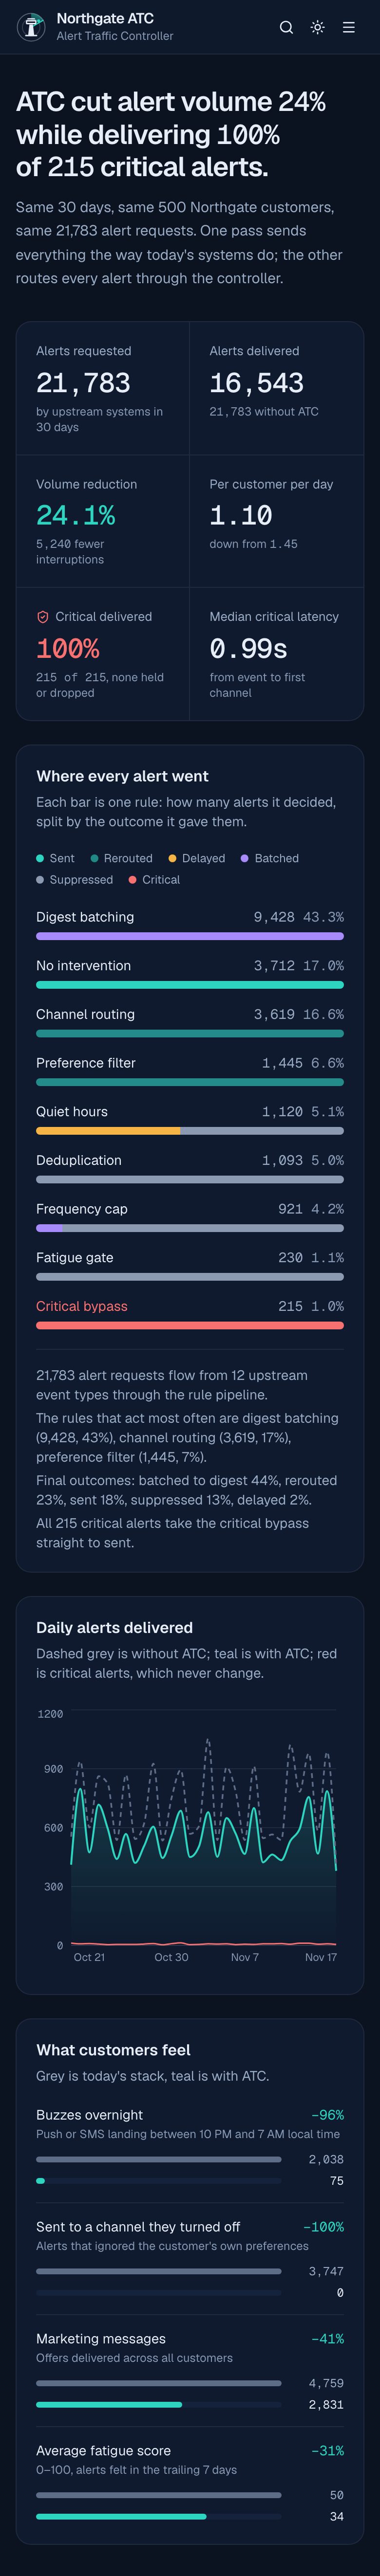 Northgate ATC
Alert Traffic Controller
ATC cut alert volume 24%
while delivering 100%
of 215 critical alerts.
Same 30 days, same 500 Northgate customers,
same 21,783 alert requests. One pass sends
everything the way today's systems do; the other
routes every alert through the controller.
Alerts requested
21,783
by upstream systems in
30 days
Alerts delivered
16,543
21,783 without ATC
Volume reduction
24.1%
5,240 fewer
interruptions
Per customer per day
1.10
down from 1.45
Critical delivered
100%
215 of 215, none held
or dropped
Median critical latency
0.99s
from event to first
channel
Where every alert went
Each bar is one rule: how many alerts it decided,
split by the outcome it gave them.
Sent Rerouted Delayed Batched
Suppressed Critical
Digest batching 9,428 43.3%
No intervention 3,712 17.0%
Channel routing 3,619 16.6%
Preference filter 1,445 6.6%
Quiet hours 1,120 5.1%
Deduplication 1,093 5.0%
Frequency cap 921 4.2%
Fatigue gate 230 1.1%
Critical bypass 215 1.0%
21,783 alert requests flow from 12 upstream
event types through the rule pipeline.
The rules that act most often are digest batching
(9,428, 43%), channel routing (3,619, 17%),
preference filter (1,445, 7%).
Final outcomes: batched to digest 44%, rerouted
23%, sent 18%, suppressed 13%, delayed 2%.
All 215 critical alerts take the critical bypass
straight to sent.
Daily alerts delivered
Dashed grey is without ATC; teal is with ATC; red
is critical alerts, which never change.
1200
900
600
300
0
Oct 21 Oct 30 Nov 7 Nov 17
What customers feel
Grey is today's stack, teal is with ATC.
Buzzes overnight −96%
Push or SMS landing between 10 PM and 7 AM local time
2,038
75
Sent to a channel they turned off −100%
Alerts that ignored the customer's own preferences
3,747
0
Marketing messages −41%
Offers delivered across all customers
4,759
2,831
Average fatigue score −31%
0–100, alerts felt in the trailing 7 days
50
34